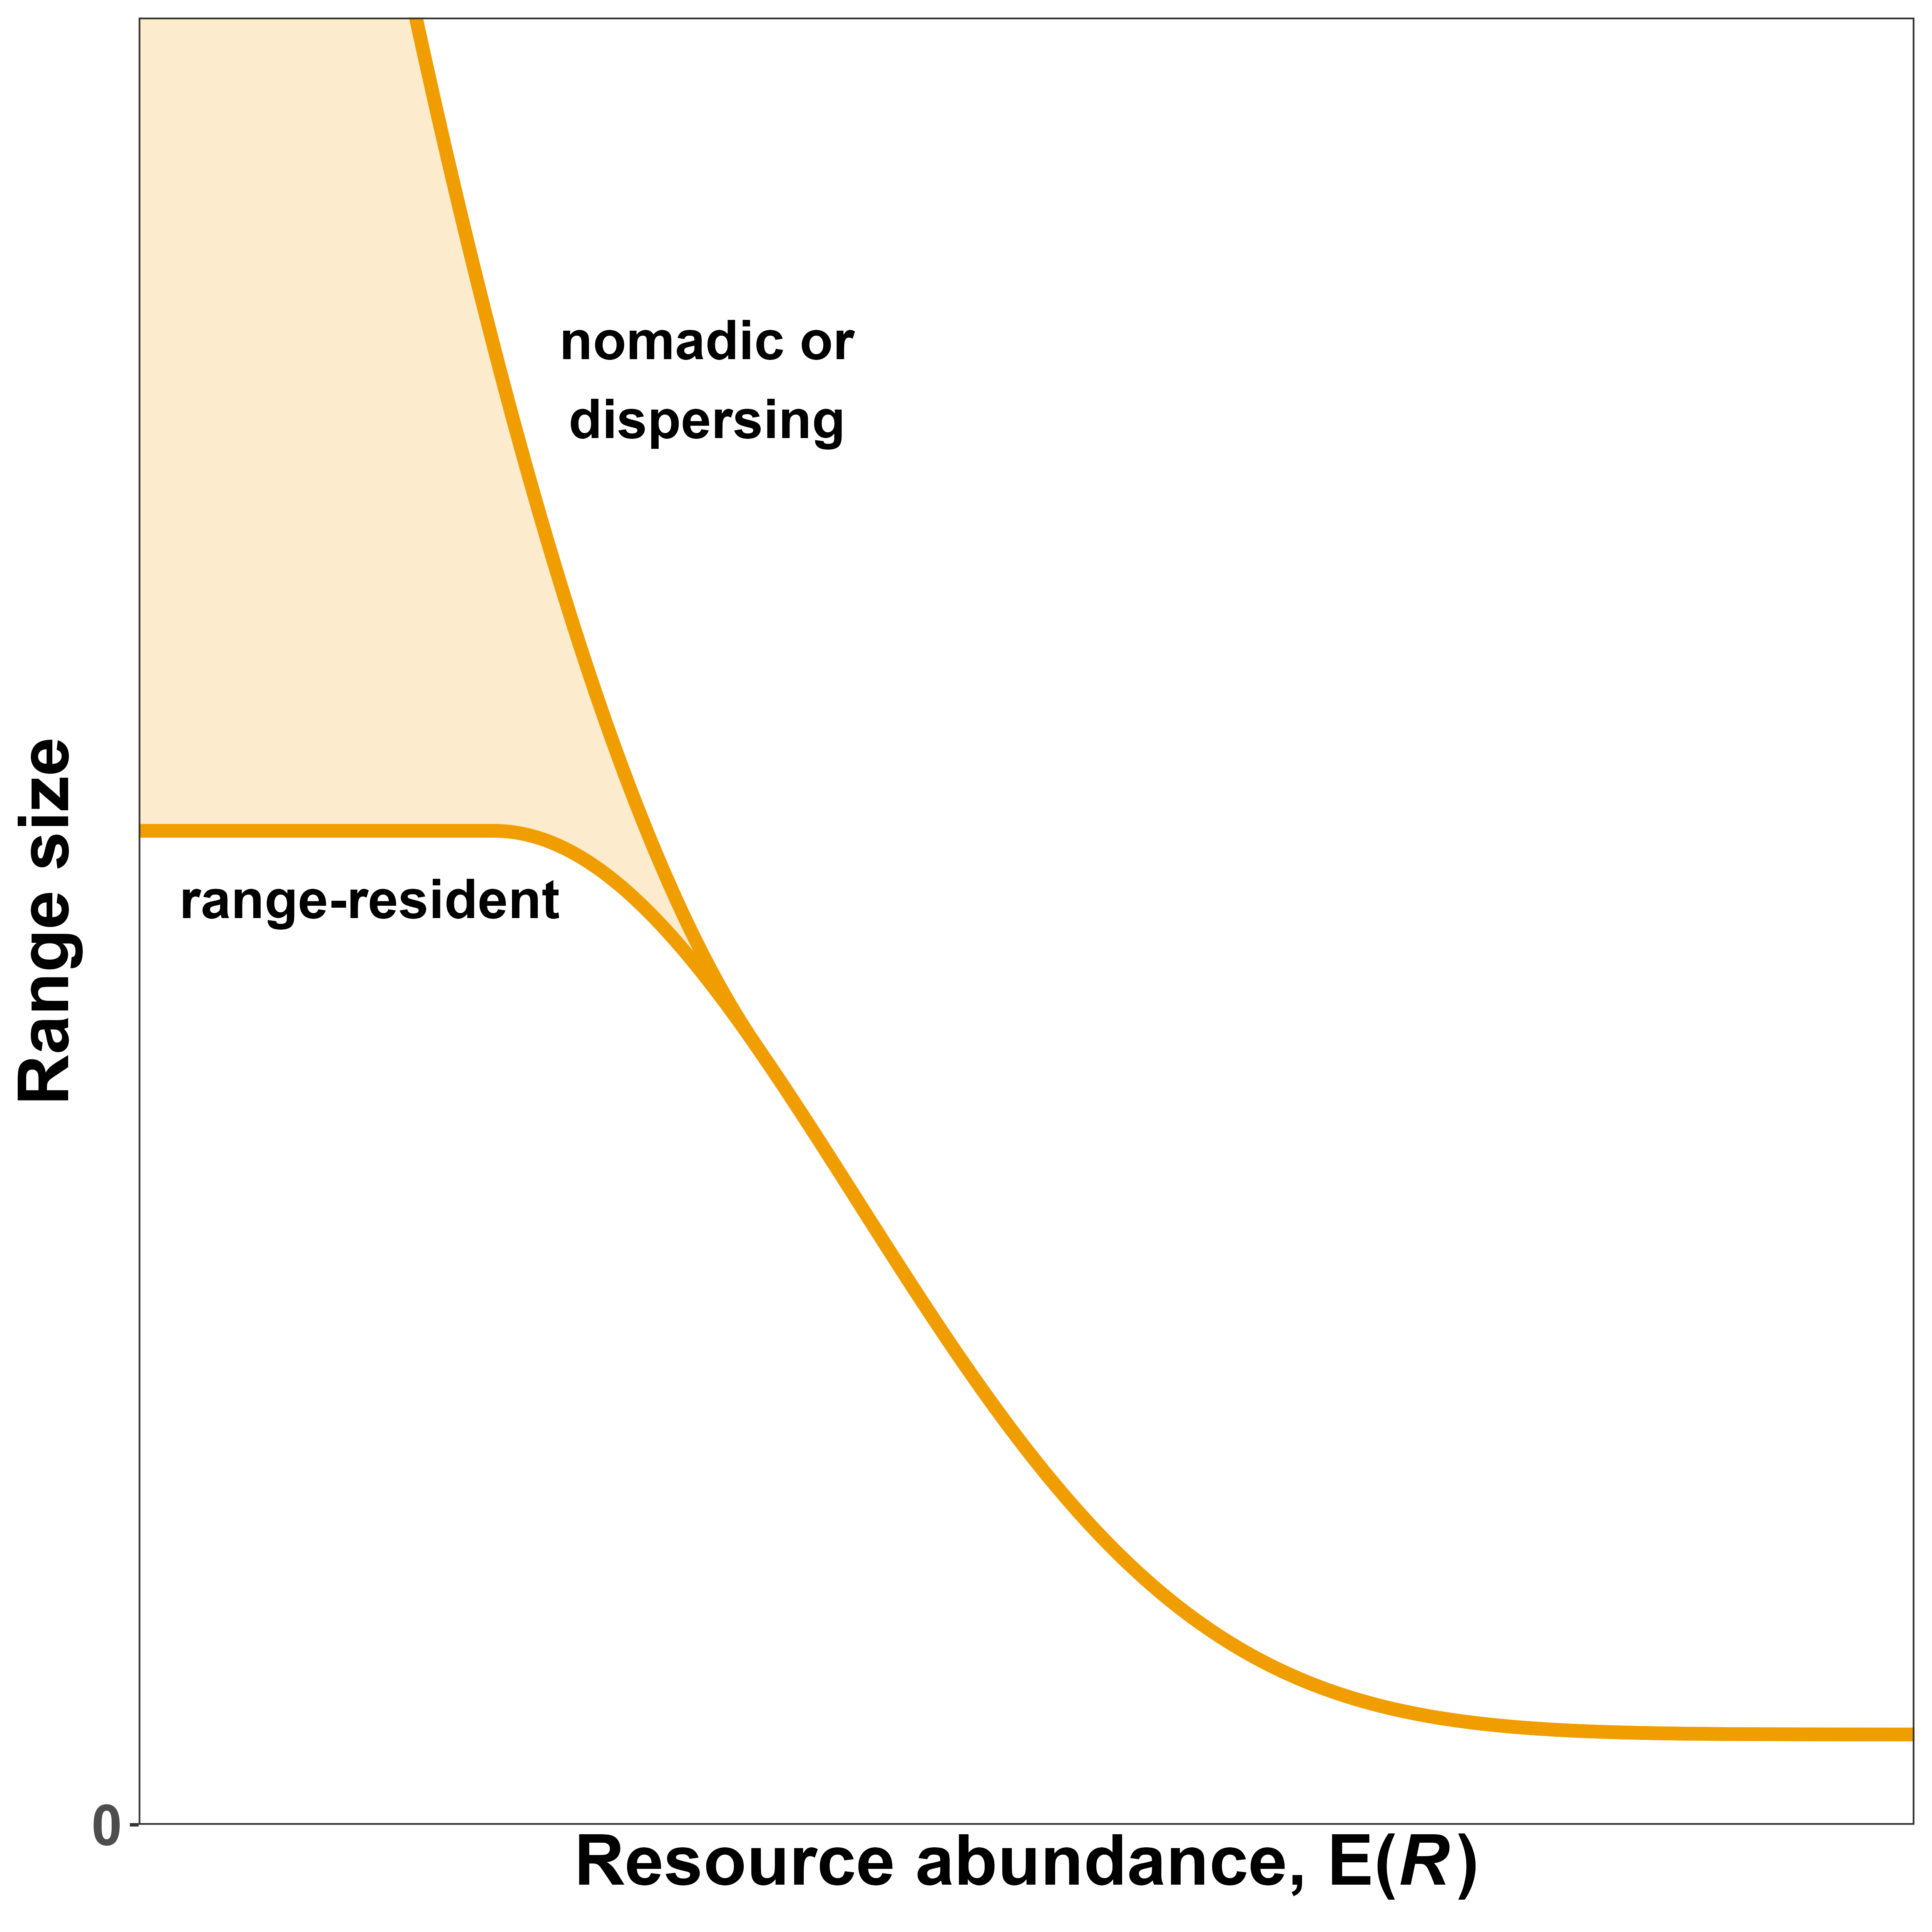 nomadic or
dispersing
range-resident
Range size
0
Resource abundance, E(R)